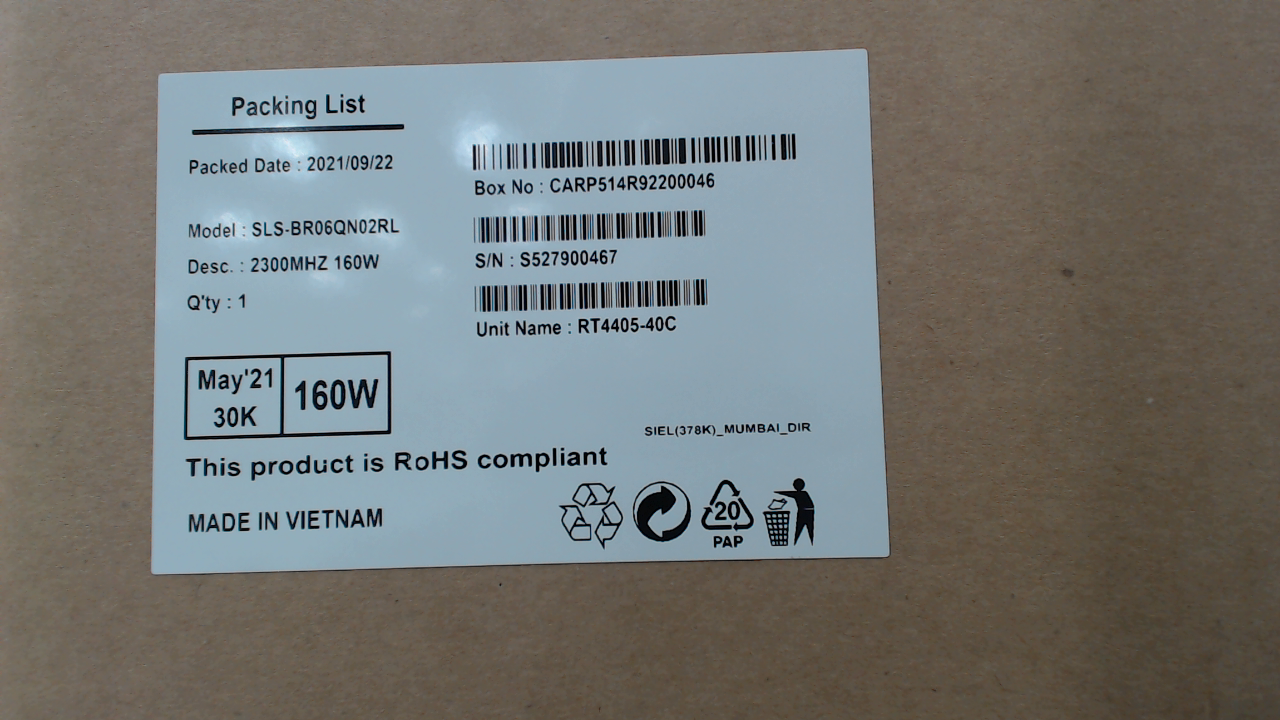 Packing List
Packed Date : 2021/09/22
Box No : CARP514R92200046
Model : SLS-BR06QN02RL
S/N : S527900467
Desc. : 2300MHZ 160W
Q'ty : 1
Unit Name : RT4405-40C
May'21
30K
160W
SIEL(378K)_MUMBAI_DIR
This product is RoHS compliant
MADE IN VIETNAM
20
PAP